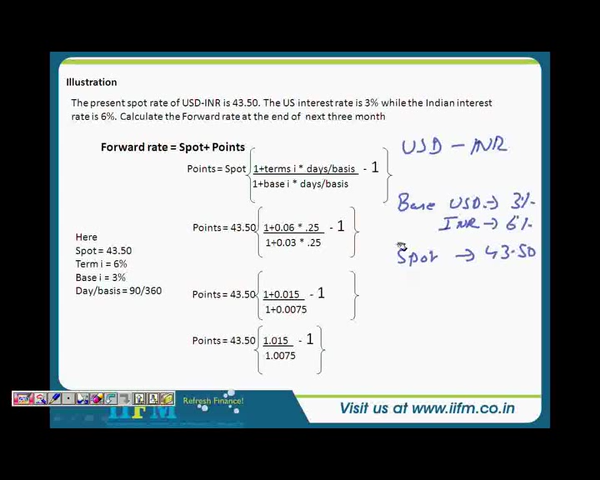 Illustration
The present spot rate of USD-INR is 43.50. The US interest rate is 3% while the Indian interest
rate is 6%. Calculate the Forward rate at the end of next three month
Forward rate = Spot+ Points
Points = Spot 1+terms i * days/basis - 1
1+base i * days/basis
Points = 43.50 1+0.06 * .25 - 1
1+0.03 * .25
Here
Spot = 43.50
Term i = 6%
Base i = 3%
Day/basis = 90/360
Points = 43.50 1+0.015 - 1
1+0.0075
Points = 43.50 1.015 - 1
1.0075
USD - INR
Base USD → 3%
INR → 6%
Spot → 43.50
IIFM
Refresh Finance!
Visit us at www.iifm.co.in